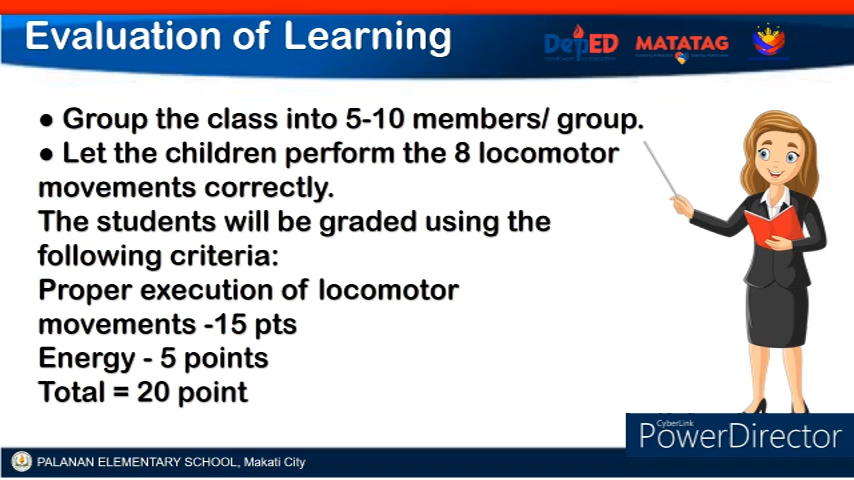 Evaluation of Learning
DepED
MATATAG
● Group the class into 5-10 members/ group.
● Let the children perform the 8 locomotor
movements correctly.
The students will be graded using the
following criteria:
Proper execution of locomotor
movements -15 pts
Energy - 5 points
Total = 20 point
CyberLink
PowerDirector
PALANAN ELEMENTARY SCHOOL, Makati City